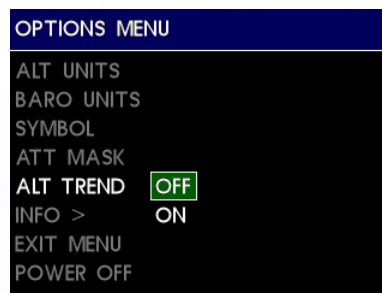 OPTIONS MENU
ALT UNITS
BARO UNITS
SYMBOL
ATT MASK
ALT TREND OFF
INFO > ON
EXIT MENU
POWER OFF